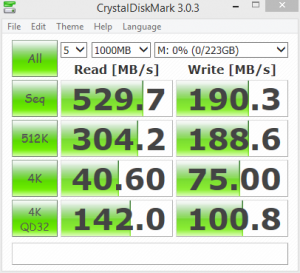 CrystalDiskMark 3.0.3
File Edit Theme Help Language
All 5 1000MB M: 0% (0/223GB)
Read [MB/s] Write [MB/s]
Seq 529.7 190.3
512K 304.2 188.6
4K 40.60 75.00
4K QD32 142.0 100.8